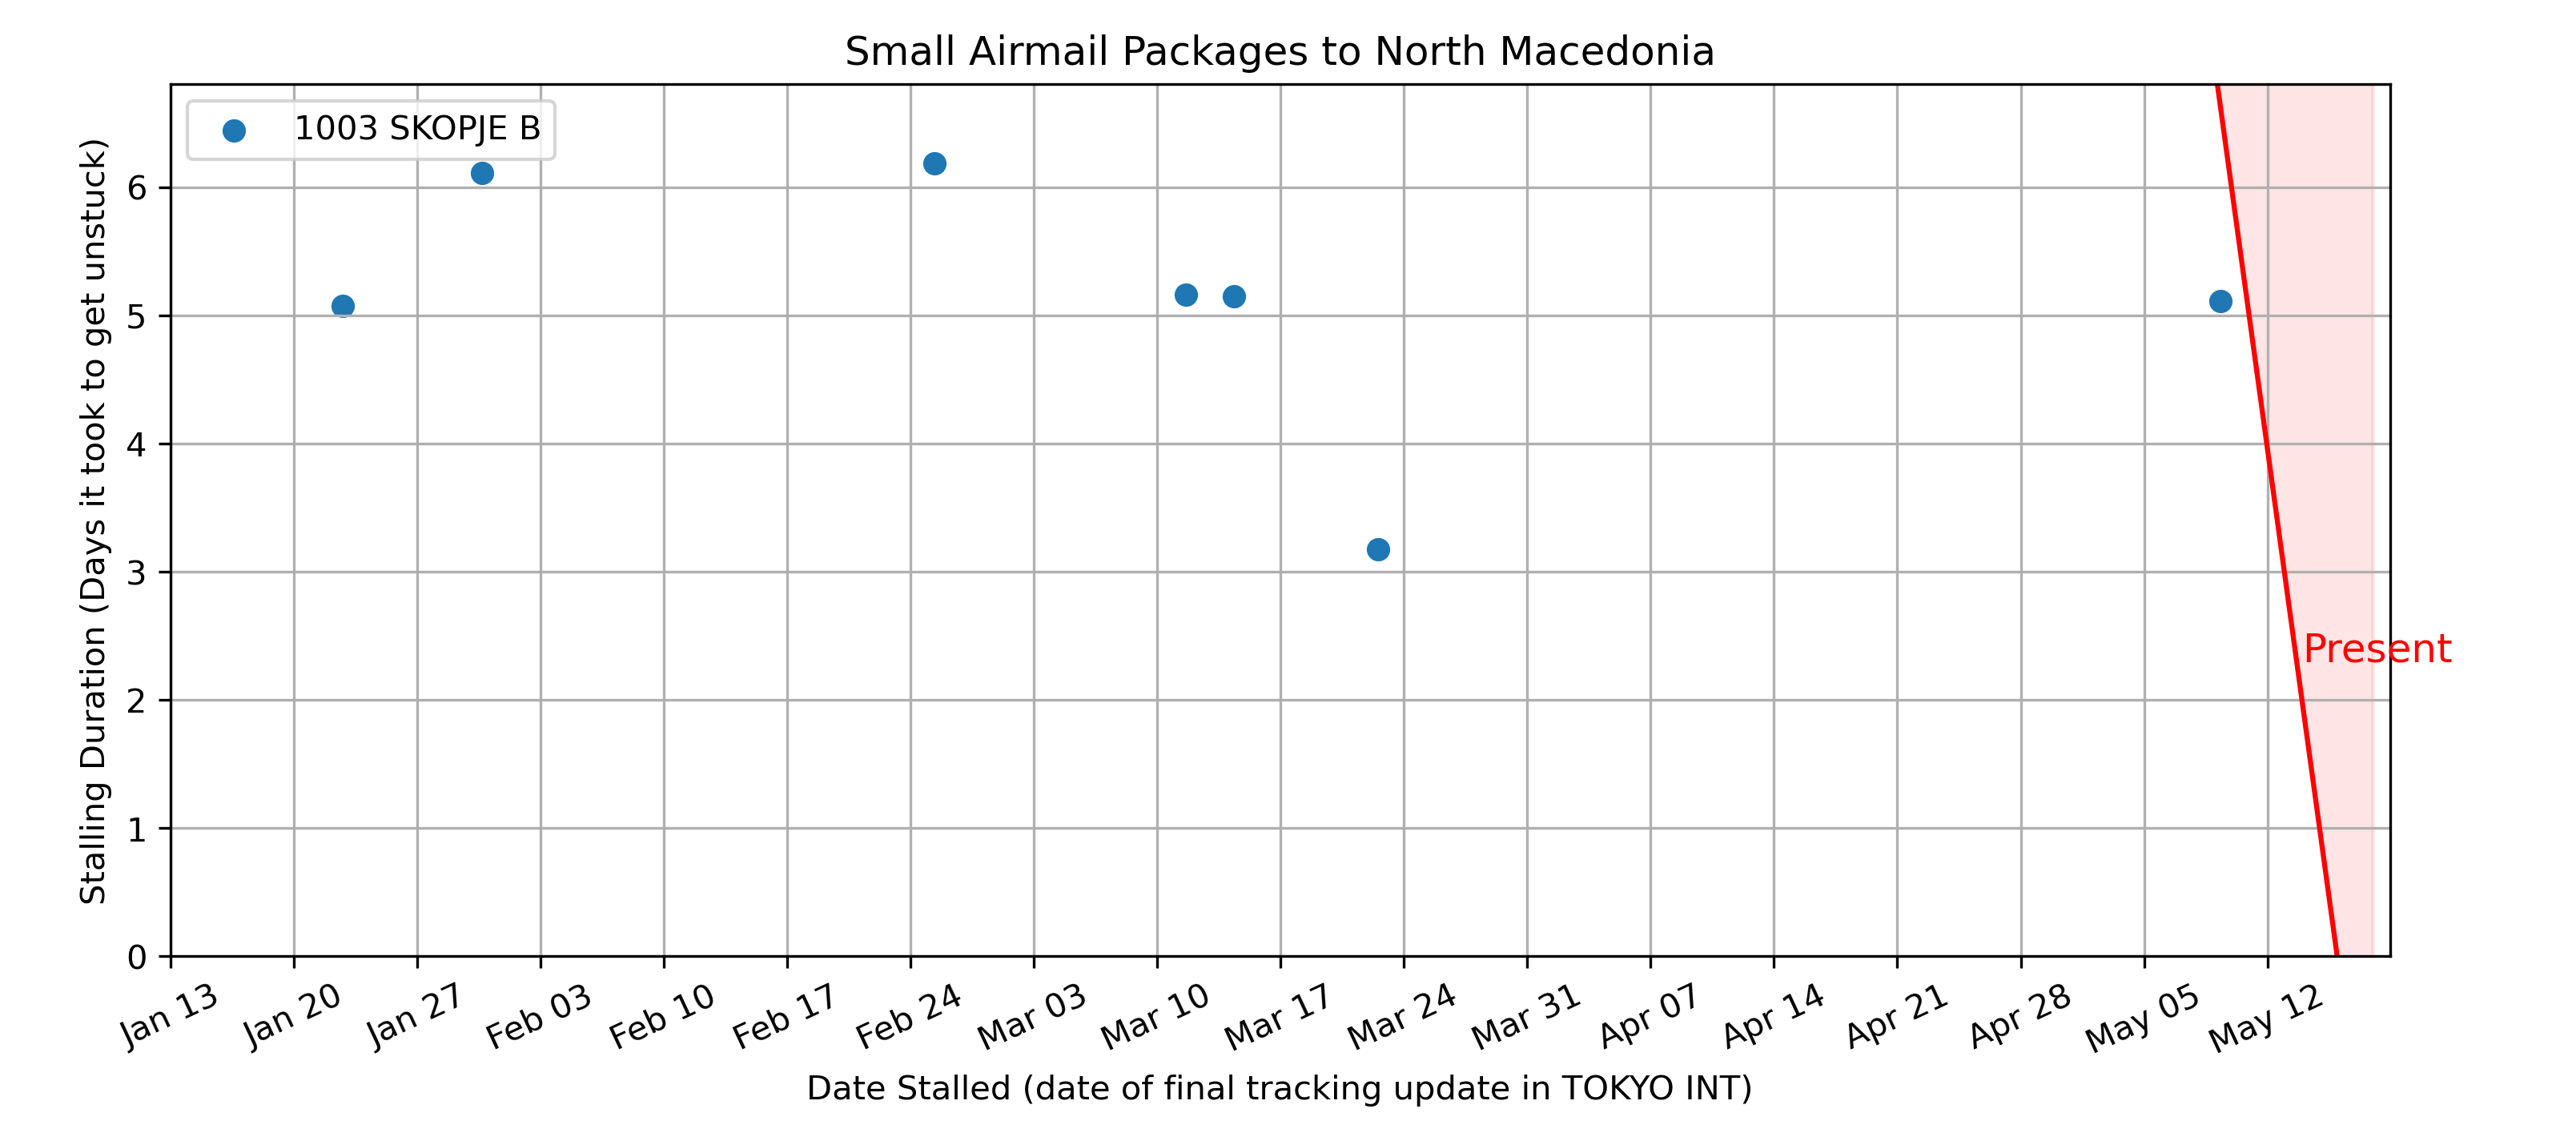 Small Airmail Packages to North Macedonia
1003 SKOPJE B
Stalling Duration (Days it took to get unstuck)
6
5
4
3
2
1
0
Present
Jan 13
Jan 20
Jan 27
Feb 03
Feb 10
Feb 17
Feb 24
Mar 03
Mar 10
Mar 17
Mar 24
Mar 31
Apr 07
Apr 14
Apr 21
Apr 28
May 05
May 12
Date Stalled (date of final tracking update in TOKYO INT)